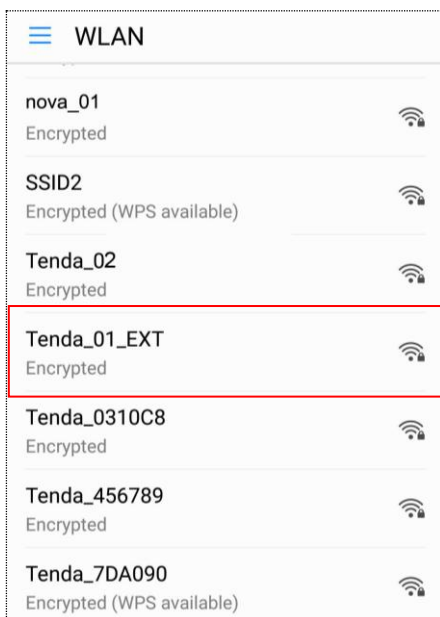 WLAN
nova_01
Encrypted
SSID2
Encrypted (WPS available)
Tenda_02
Encrypted
Tenda_01_EXT
Encrypted
Tenda_0310C8
Encrypted
Tenda_456789
Encrypted
Tenda_7DA090
Encrypted (WPS available)